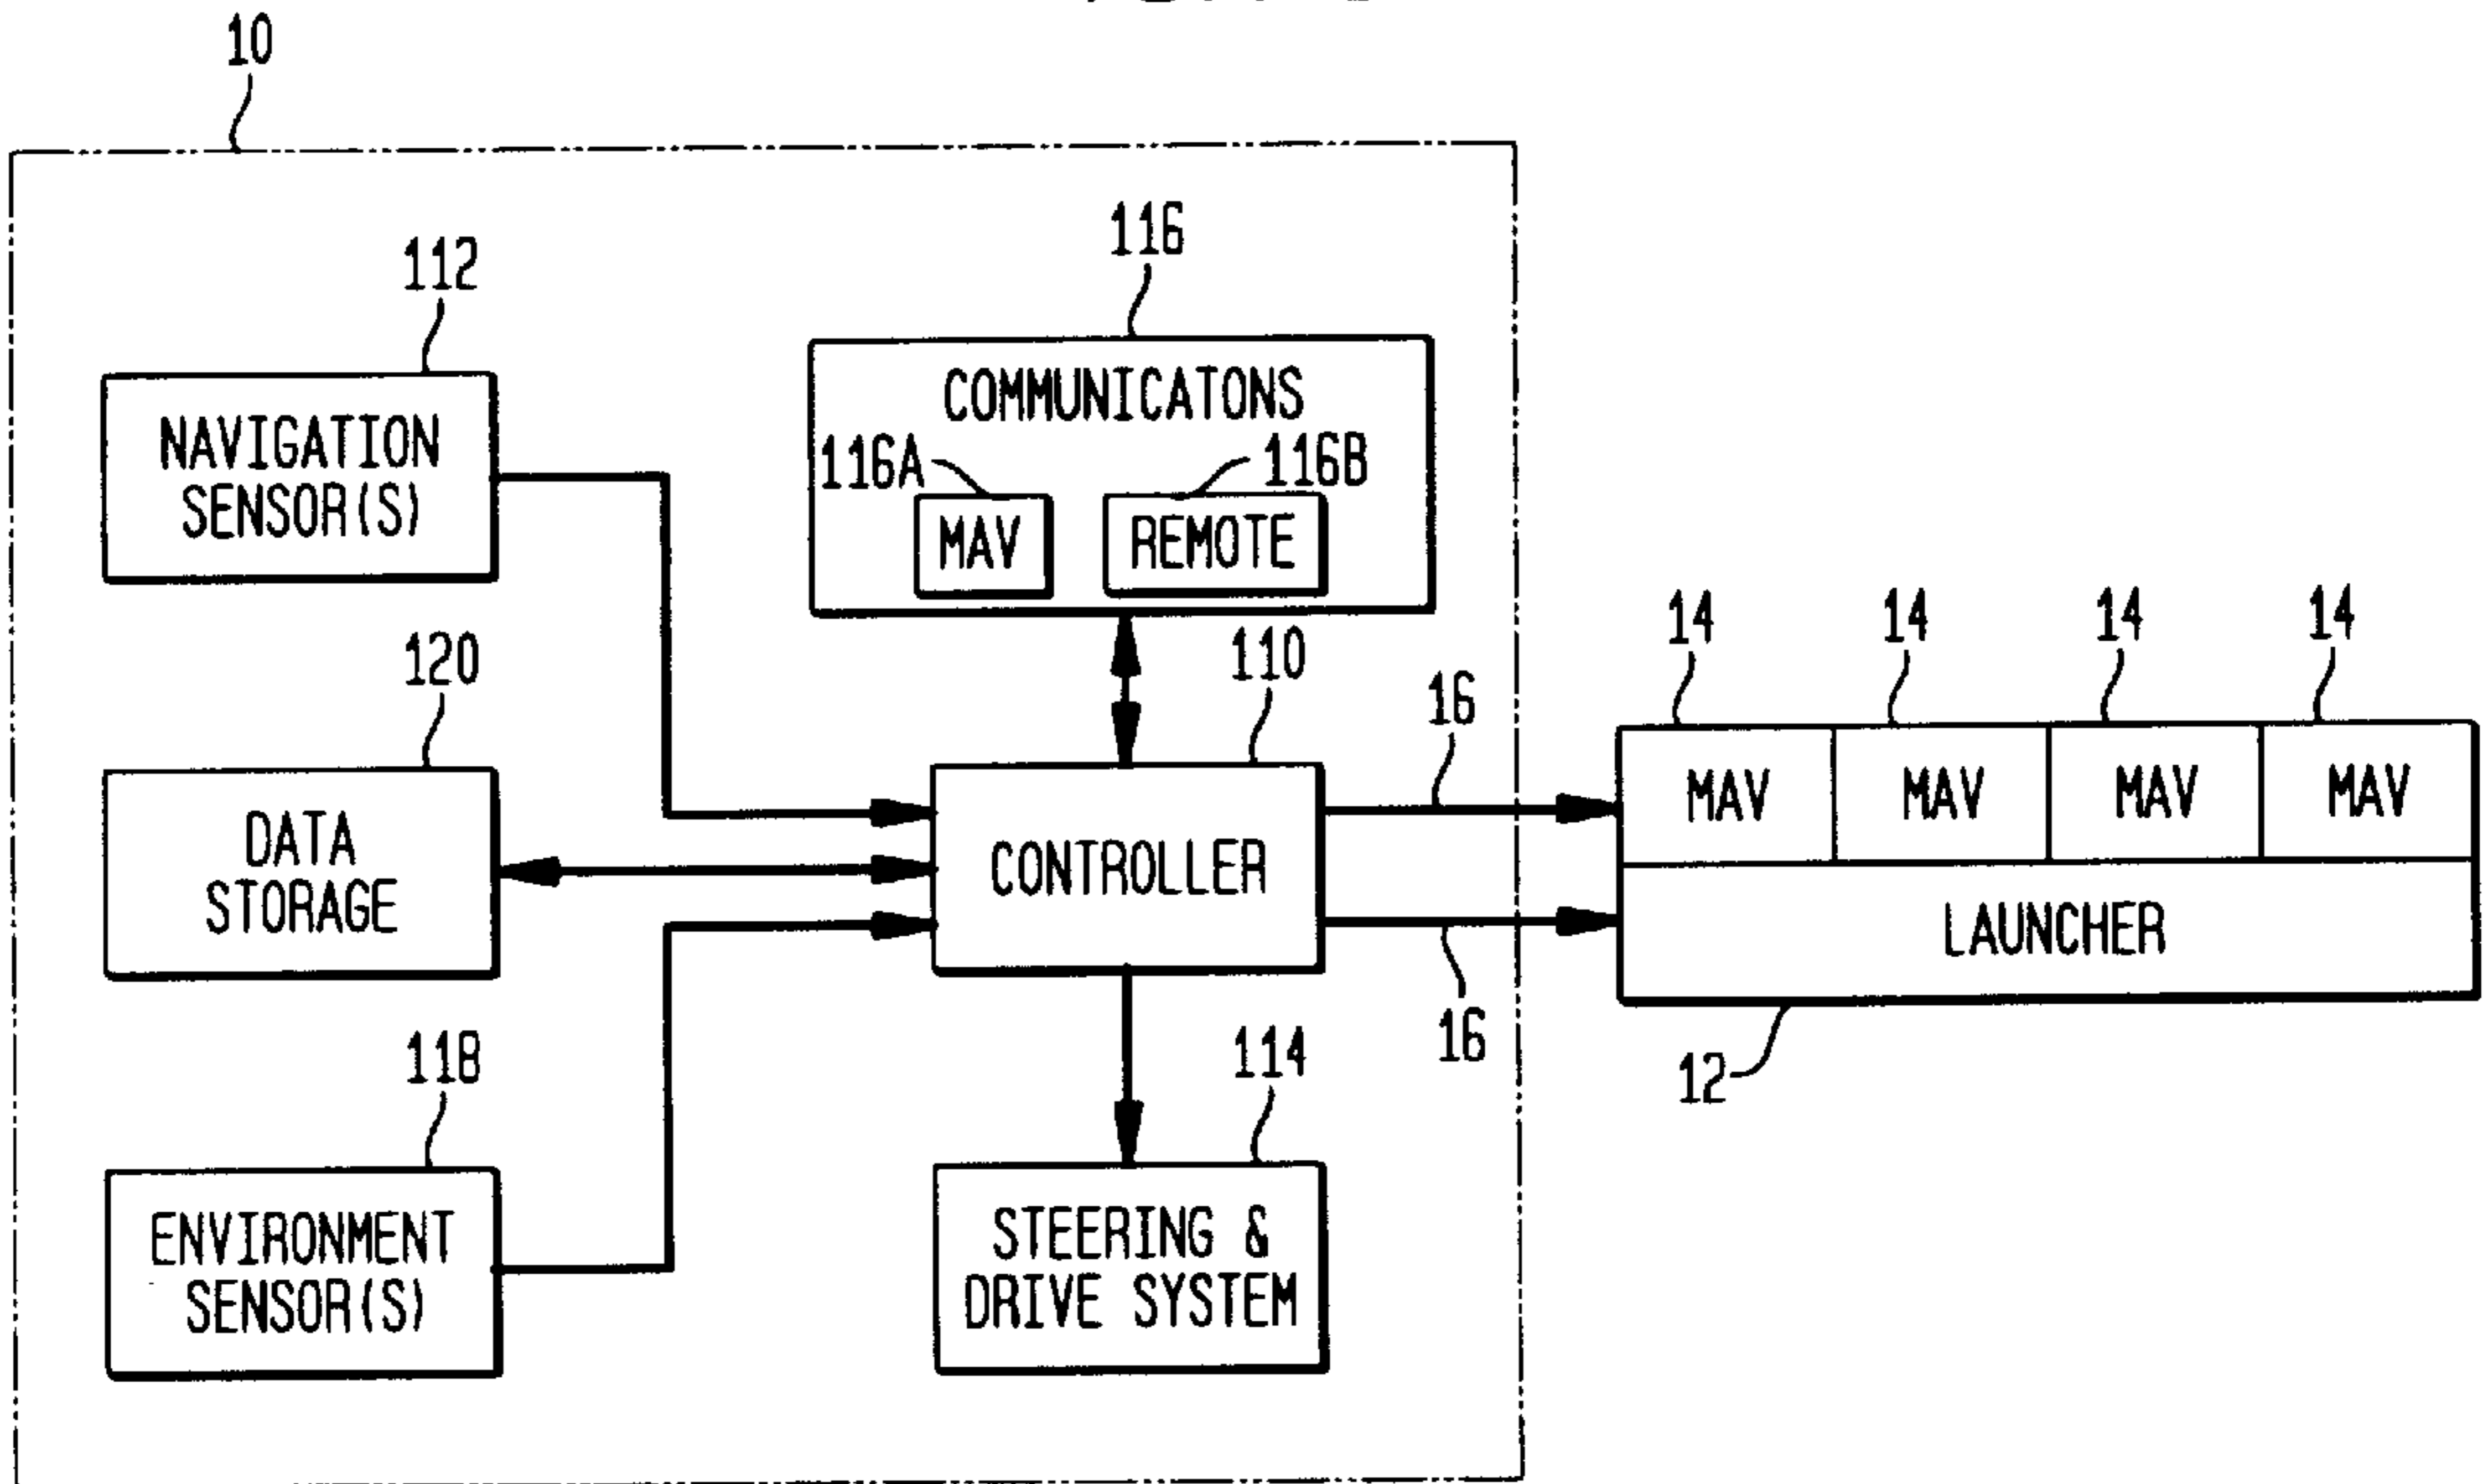 10
112
NAVIGATION
SENSOR(S)
116
COMMUNICATONS
116A
116B
MAV
REMOTE
120
DATA
STORAGE
110
CONTROLLER
16
16
14
14
14
14
MAV
MAV
MAV
MAV
LAUNCHER
12
118
ENVIRONMENT
SENSOR(S)
114
STEERING &
DRIVE SYSTEM